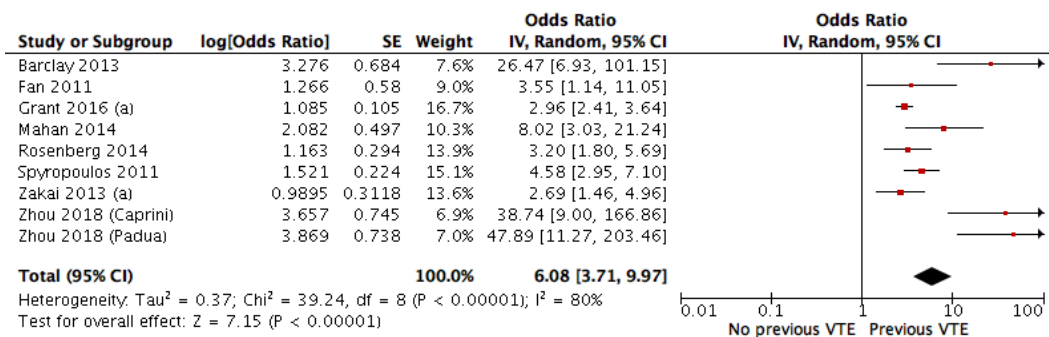 Odds Ratio Odds Ratio
Study or Subgroup log[Odds Ratio] SE Weight IV, Random, 95% CI IV, Random, 95% CI
Barclay 2013 3.276 0.684 7.6% 26.47 [6.93, 101.15]
Fan 2011 1.266 0.58 9.0% 3.55 [1.14, 11.05]
Grant 2016 (a) 1.085 0.105 16.7% 2.96 [2.41, 3.64]
Mahan 2014 2.082 0.497 10.3% 8.02 [3.03, 21.24]
Rosenberg 2014 1.163 0.294 13.9% 3.20 [1.80, 5.69]
Spyropoulos 2011 1.521 0.224 15.1% 4.58 [2.95, 7.10]
Zakai 2013 (a) 0.9895 0.3118 13.6% 2.69 [1.46, 4.96]
Zhou 2018 (Caprini) 3.657 0.745 6.9% 38.74 [9.00, 166.86]
Zhou 2018 (Padua) 3.869 0.738 7.0% 47.89 [11.27, 203.46]
Total (95% CI) 100.0% 6.08 [3.71, 9.97]
Heterogeneity: Tau² = 0.37; Chi² = 39.24, df = 8 (P < 0.00001); I² = 80%
Test for overall effect: Z = 7.15 (P < 0.00001)
0.01 0.1 1 10 100
No previous VTE Previous VTE